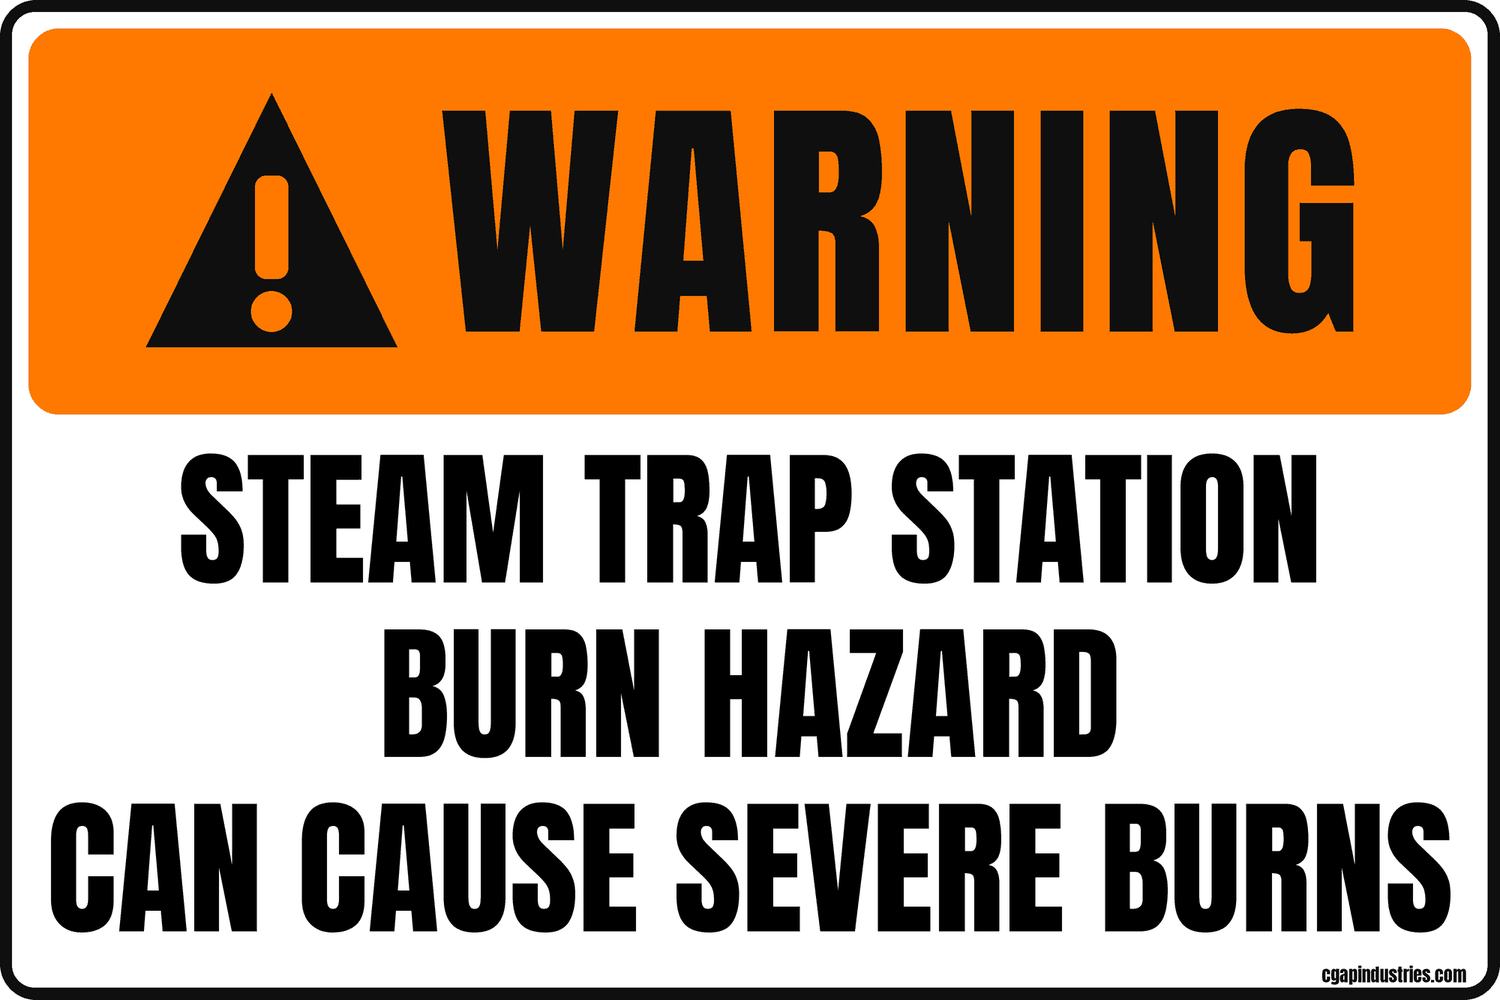 WARNING
STEAM TRAP STATION
BURN HAZARD
CAN CAUSE SEVERE BURNS
cgapindustries.com